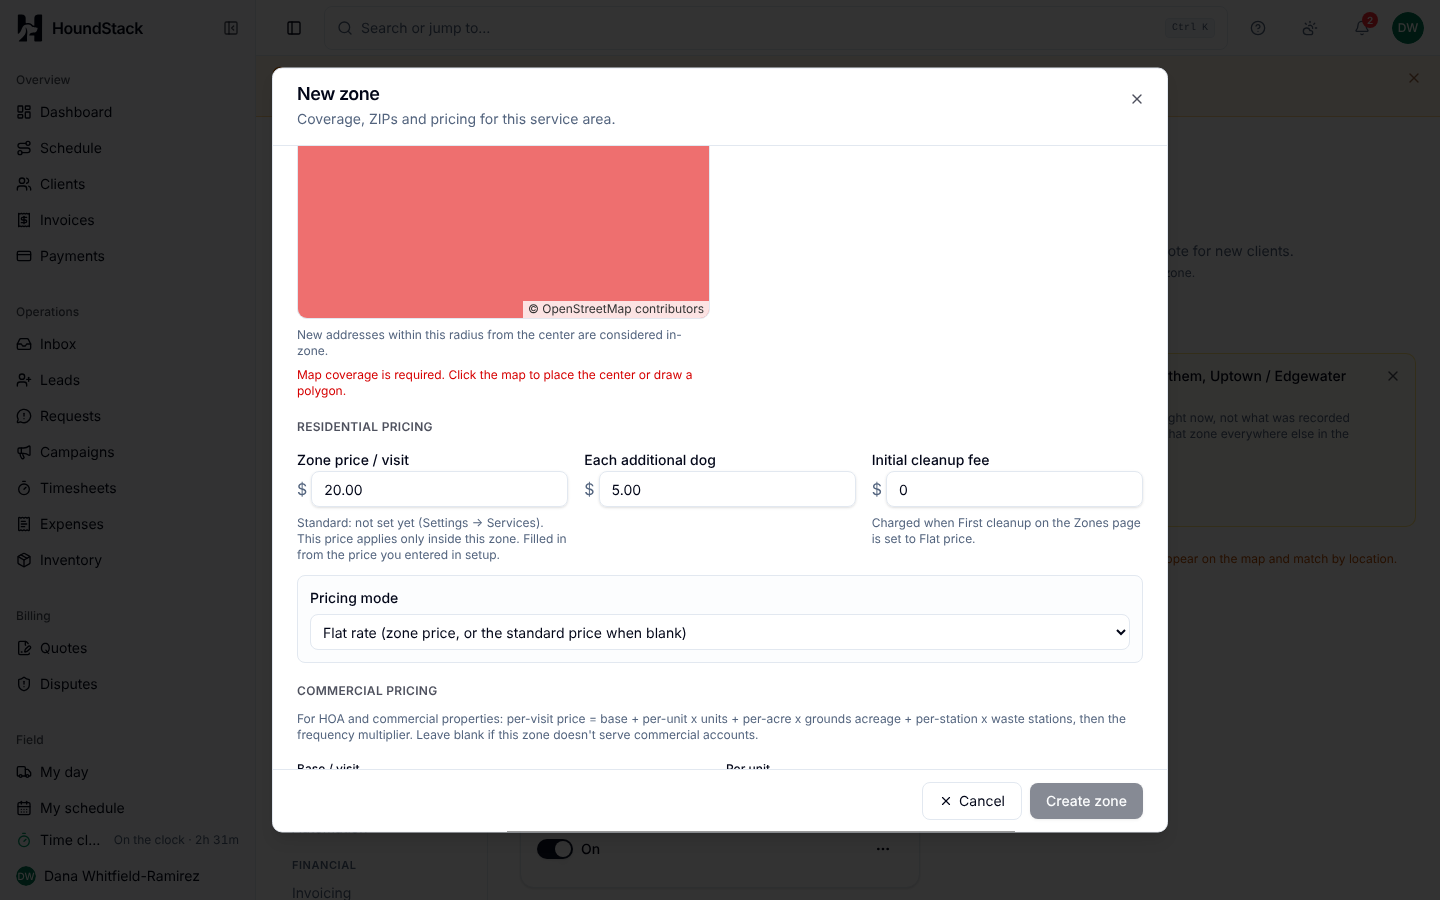 HoundStack
Search or jump to...
Ctrl K
2
DW
Overview
Dashboard
Schedule
Clients
Invoices
Payments
Operations
Inbox
Leads
Requests
Campaigns
Timesheets
Expenses
Inventory
Billing
Quotes
Disputes
Field
My day
My schedule
Time cl... On the clock · 2h 31m
DW Dana Whitfield-Ramirez
New zone
Coverage, ZIPs and pricing for this service area.
© OpenStreetMap contributors
New addresses within this radius from the center are considered in-
zone.
Map coverage is required. Click the map to place the center or draw a
polygon.
RESIDENTIAL PRICING
Zone price / visit
$ 20.00
Standard: not set yet (Settings → Services).
This price applies only inside this zone. Filled in
from the price you entered in setup.
Each additional dog
$ 5.00
Initial cleanup fee
$ 0
Charged when First cleanup on the Zones page
is set to Flat price.
Pricing mode
Flat rate (zone price, or the standard price when blank)
COMMERCIAL PRICING
For HOA and commercial properties: per-visit price = base + per-unit x units + per-acre x grounds acreage + per-station x waste stations, then the
frequency multiplier. Leave blank if this zone doesn't serve commercial accounts.
Base / visit
Per unit
Cancel
Create zone
ote for new clients.
zone.
them, Uptown / Edgewater
ght now, not what was recorded
hat zone everywhere else in the
ppear on the map and match by location.
On
FINANCIAL
Invoicing